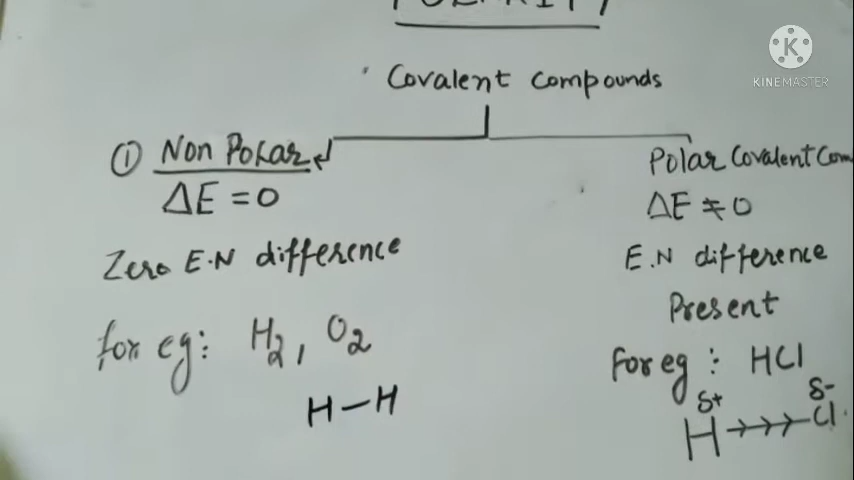 POLARITY
Covalent compounds
① Non Polar
ΔE = 0
Zero E.N difference
for eg: H₂, O₂
H—H
Polar Covalent Com
ΔE ≠ 0
E.N difference
Present
For eg : HCl
δ+ δ-
H→→→Cl
K
KINEMASTER